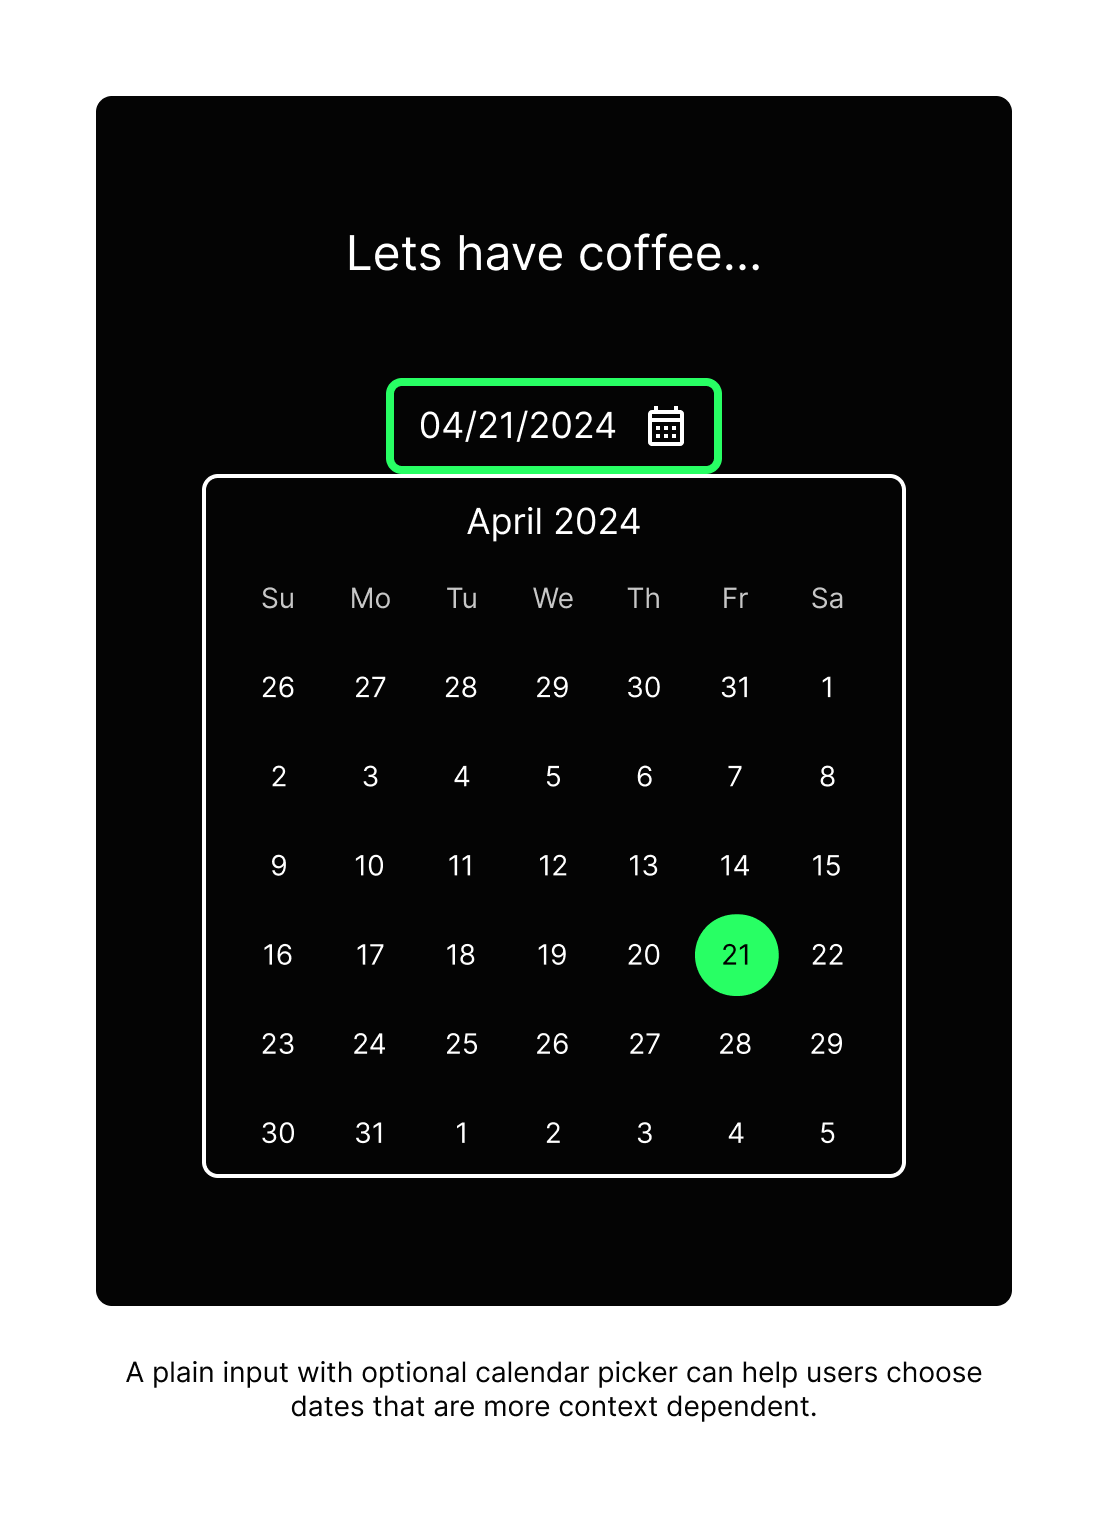 Lets have coffee...
04/21/2024
April 2024
Su Mo Tu We Th Fr Sa
26 27 28 29 30 31 1
2 3 4 5 6 7 8
9 10 11 12 13 14 15
16 17 18 19 20 21 22
23 24 25 26 27 28 29
30 31 1 2 3 4 5
A plain input with optional calendar picker can help users choose
dates that are more context dependent.